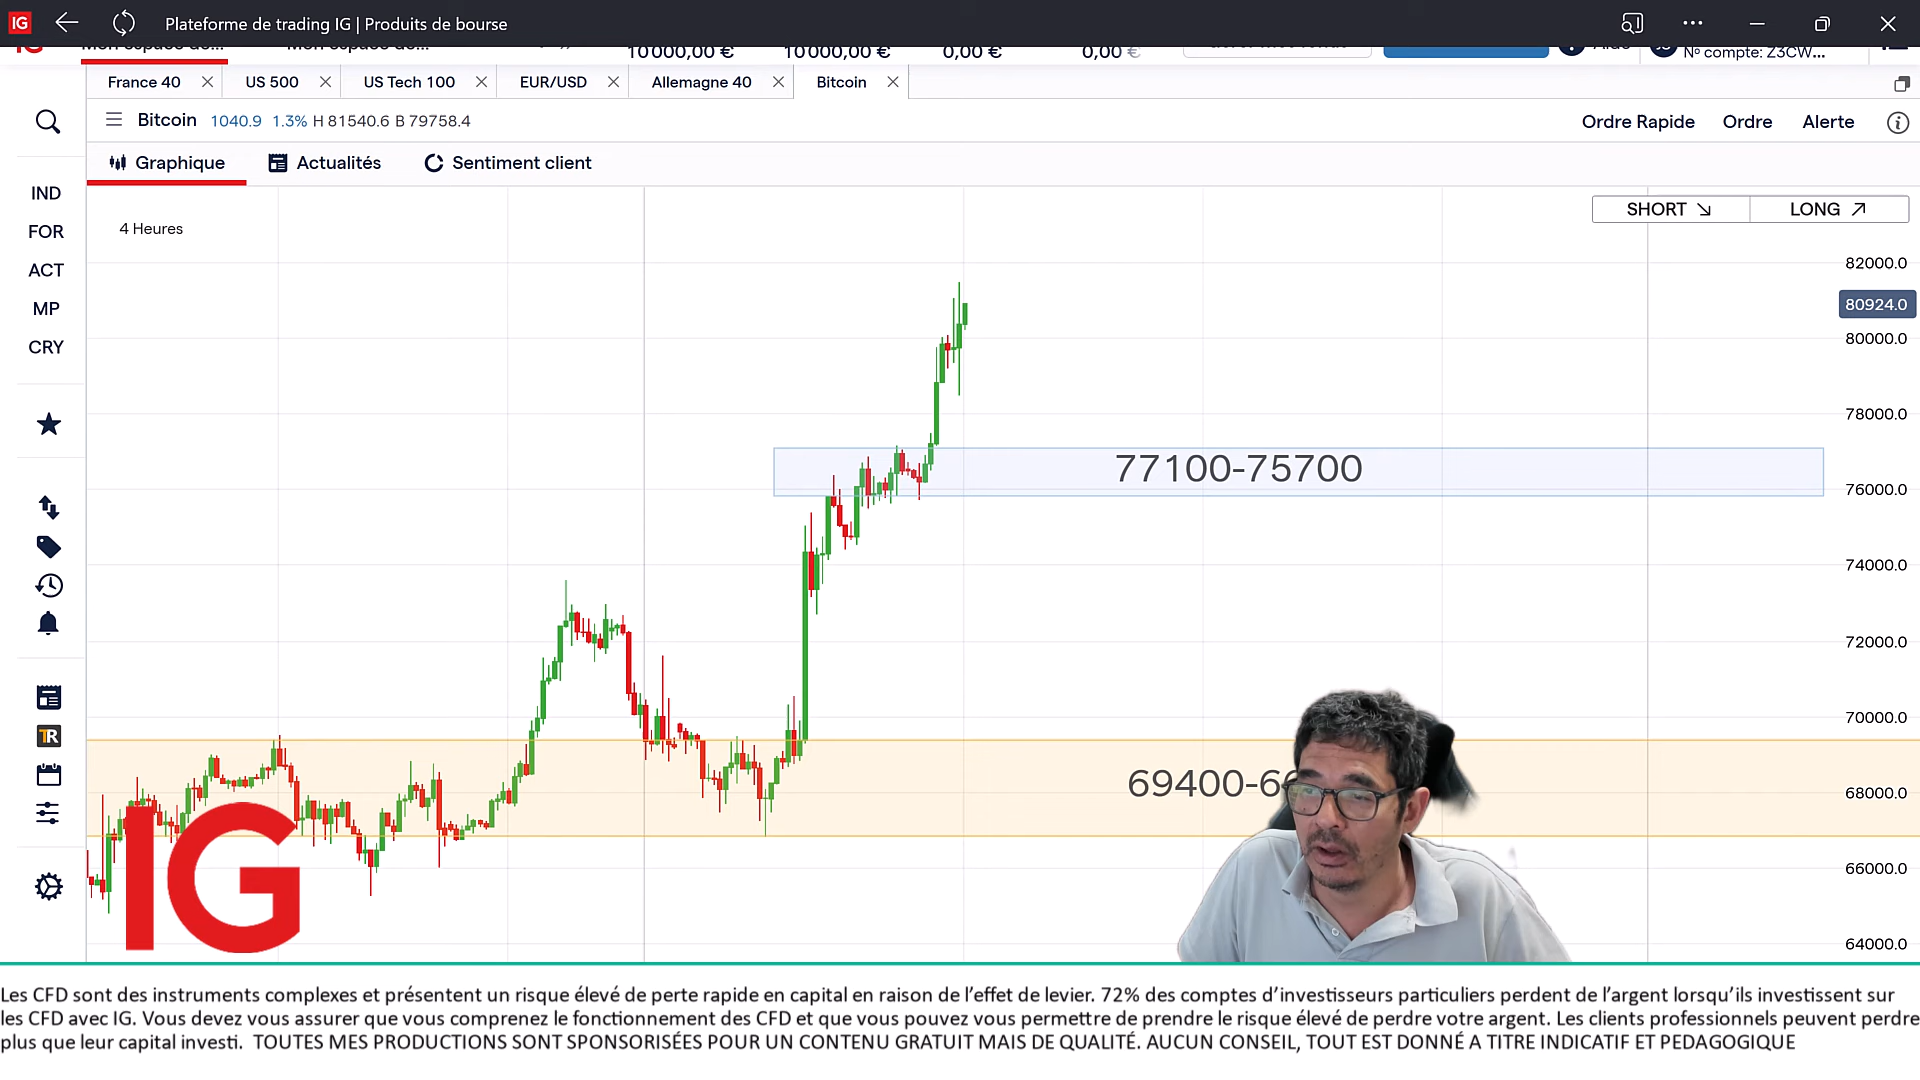 IG
Plateforme de trading IG | Produits de bourse
10000,00 € 10000,00 € 0,00 € 0,00 €
N° compte: Z3CW...
France 40 US 500 US Tech 100 EUR/USD Allemagne 40 Bitcoin
Bitcoin 1040.9 1.3% H 81540.6 B 79758.4
Ordre Rapide Ordre Alerte
Graphique Actualités Sentiment client
IND
FOR
ACT
MP
CRY
TR
4 Heures
SHORT LONG
82000.0
80924.0
80000.0
78000.0
77100-75700
76000.0
74000.0
72000.0
70000.0
69400-6
68000.0
66000.0
64000.0
IG
Les CFD sont des instruments complexes et présentent un risque élevé de perte rapide en capital en raison de l’effet de levier. 72% des comptes d’investisseurs particuliers perdent de l’argent lorsqu’ils investissent sur
les CFD avec IG. Vous devez vous assurer que vous comprenez le fonctionnement des CFD et que vous pouvez vous permettre de prendre le risque élevé de perdre votre argent. Les clients professionnels peuvent perdre
plus que leur capital investi. TOUTES MES PRODUCTIONS SONT SPONSORISÉES POUR UN CONTENU GRATUIT MAIS DE QUALITÉ. AUCUN CONSEIL, TOUT EST DONNÉ A TITRE INDICATIF ET PEDAGOGIQUE